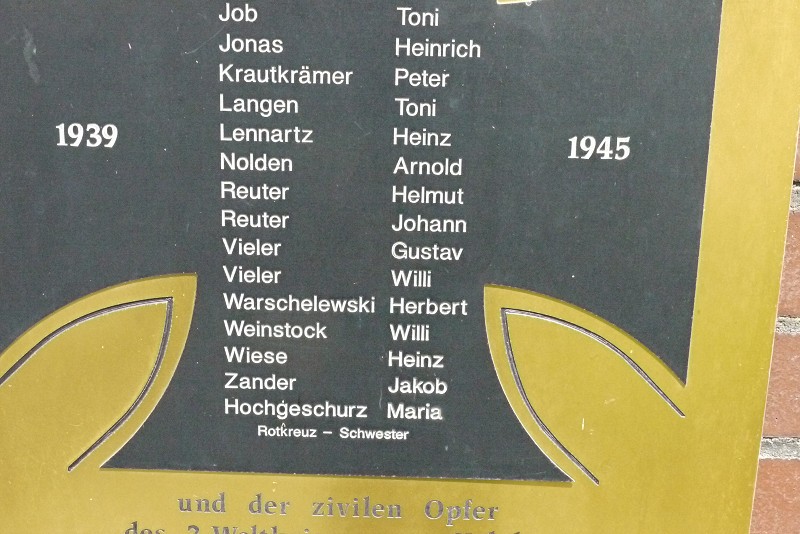 Job Toni
Jonas Heinrich
Krautkrämer Peter
Langen Toni
1939
Lennartz Heinz
1945
Nolden Arnold
Reuter Helmut
Reuter Johann
Vieler Gustav
Vieler Willi
Warschelewski Herbert
Weinstock Willi
Wiese Heinz
Zander Jakob
Hochgeschurz Maria
Rotkreuz – Schwester
und der zivilen Opfer
des 2